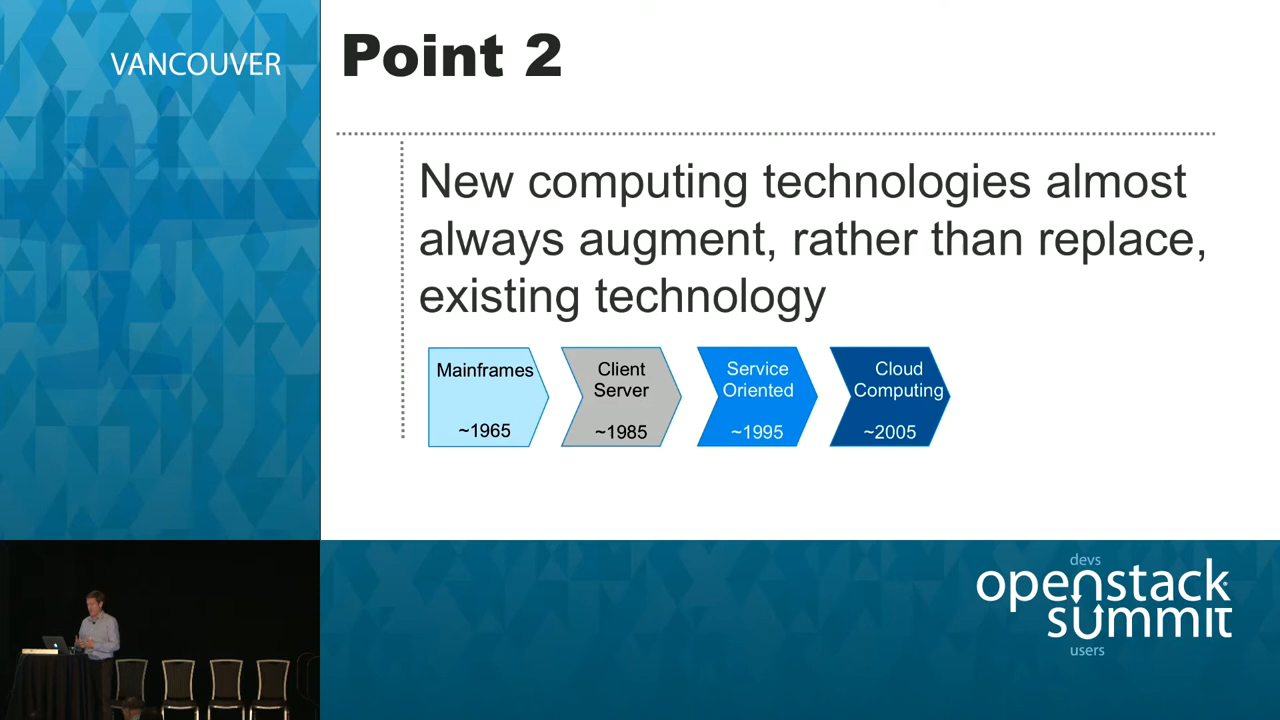 VANCOUVER
Point 2
New computing technologies almost
always augment, rather than replace,
existing technology
Mainframes
~1965
Client
Server
~1985
Service
Oriented
~1995
Cloud
Computing
~2005
devs
openstack
summit
users